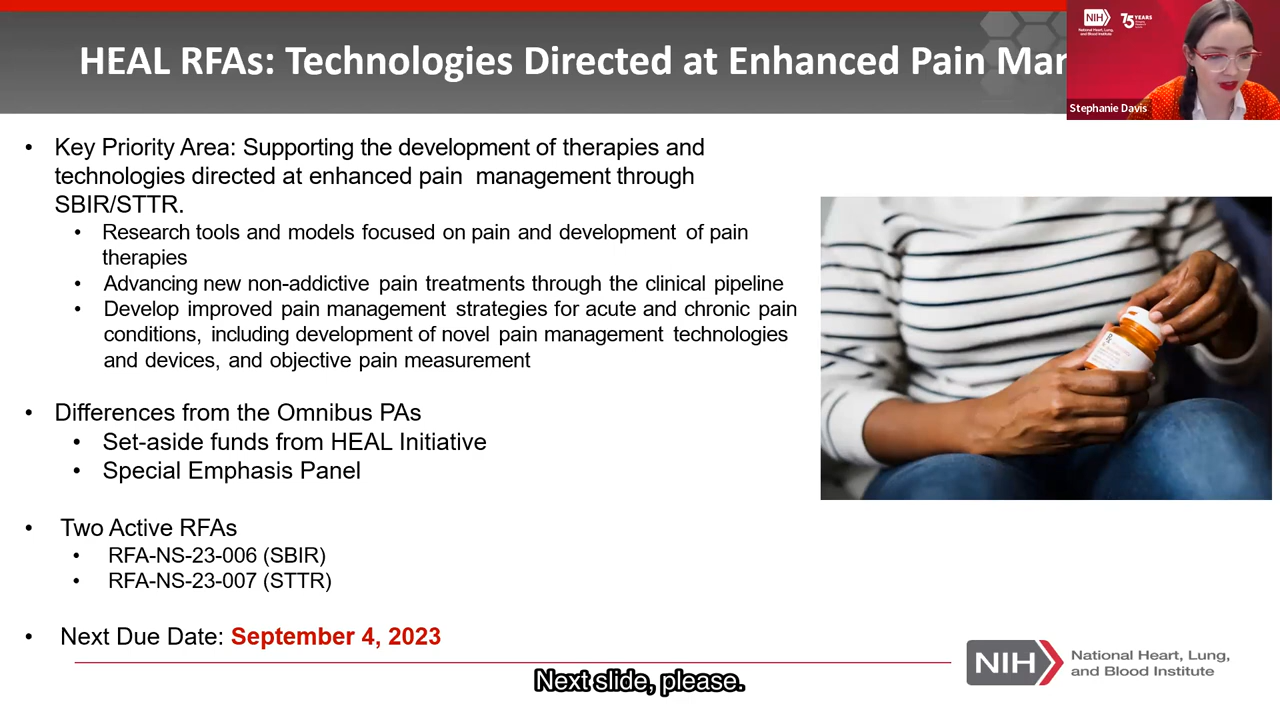 HEAL RFAs: Technologies Directed at Enhanced Pain Mar
NIH
75 YEARS
National Heart, Lung,
and Blood Institute
Stephanie Davis
• Key Priority Area: Supporting the development of therapies and
technologies directed at enhanced pain management through
SBIR/STTR.
• Research tools and models focused on pain and development of pain
therapies
• Advancing new non-addictive pain treatments through the clinical pipeline
• Develop improved pain management strategies for acute and chronic pain
conditions, including development of novel pain management technologies
and devices, and objective pain measurement
• Differences from the Omnibus PAs
• Set-aside funds from HEAL Initiative
• Special Emphasis Panel
• Two Active RFAs
• RFA-NS-23-006 (SBIR)
• RFA-NS-23-007 (STTR)
• Next Due Date: September 4, 2023
NIH
National Heart, Lung,
and Blood Institute
Next slide, please.